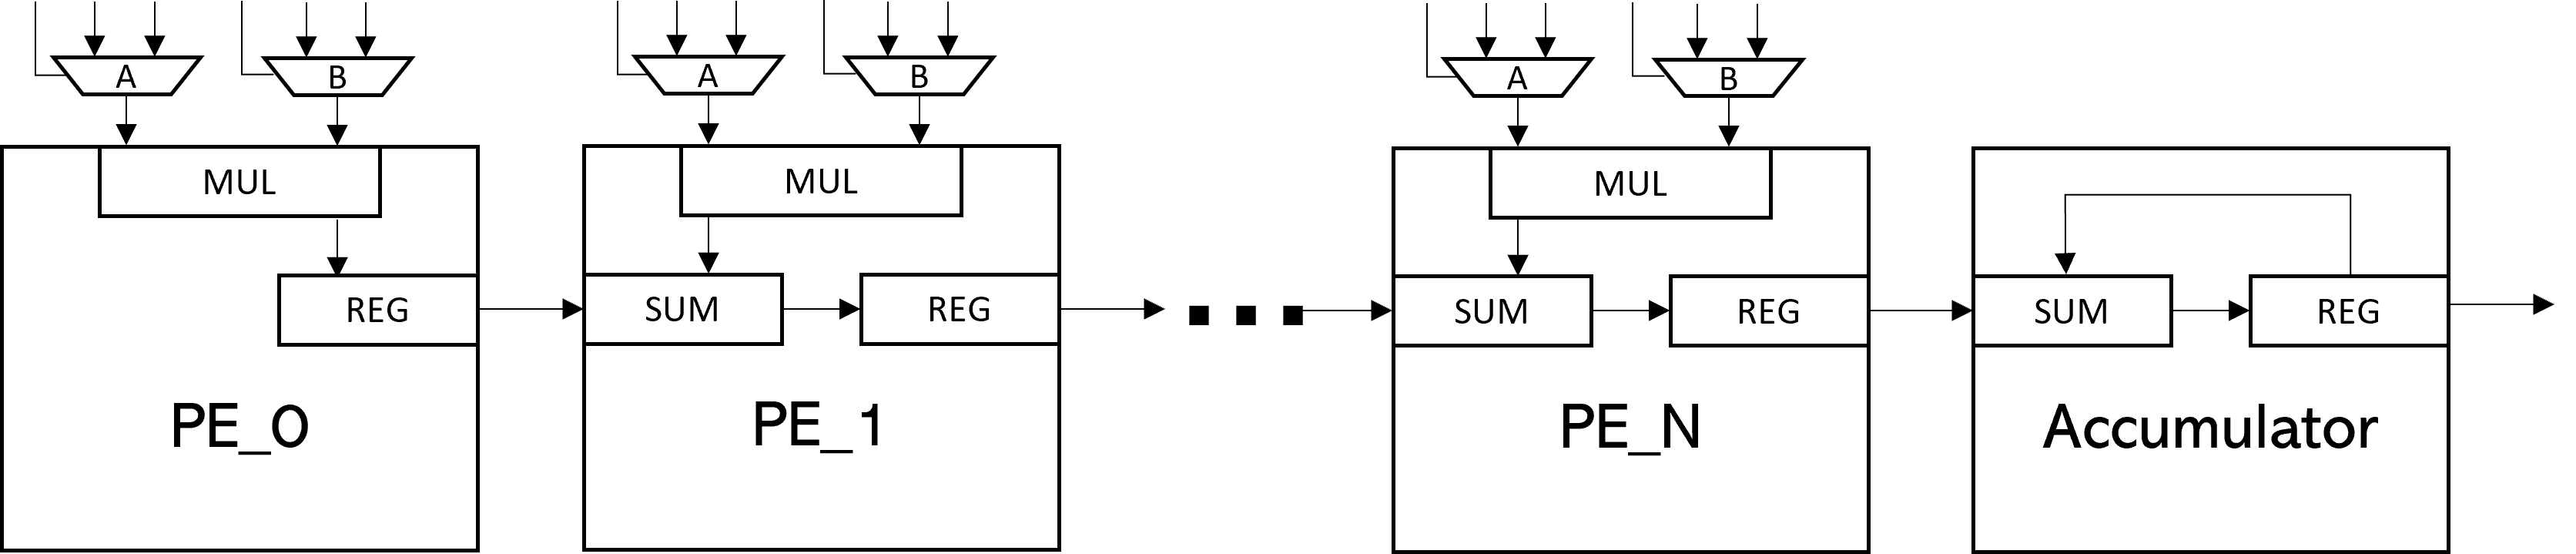 A B A B A B
MUL MUL MUL
REG SUM REG SUM REG SUM REG
PE_0 PE_1 PE_N Accumulator